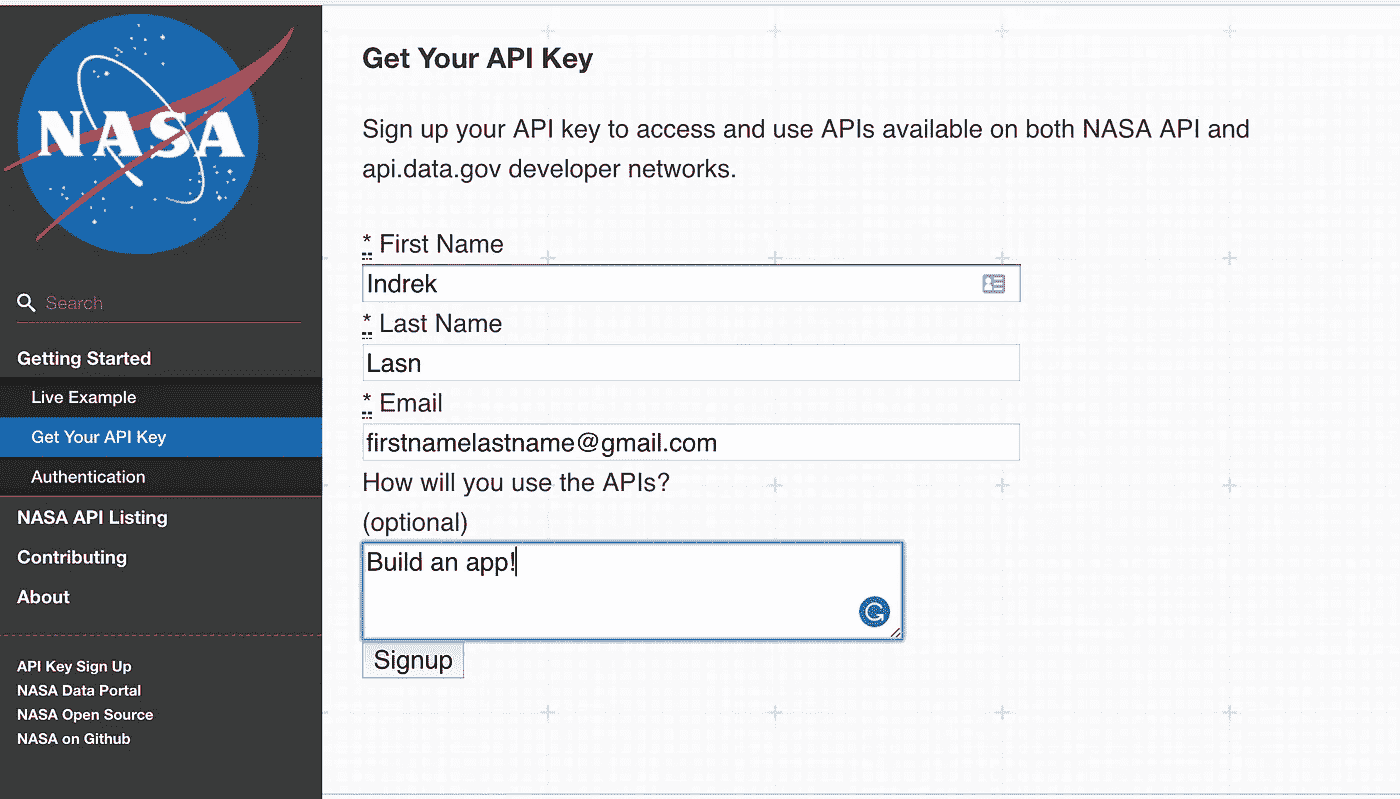 NASA
Search
Getting Started
Live Example
Get Your API Key
Authentication
NASA API Listing
Contributing
About
API Key Sign Up
NASA Data Portal
NASA Open Source
NASA on Github
Get Your API Key
Sign up your API key to access and use APIs available on both NASA API and
api.data.gov developer networks.
* First Name
Indrek
* Last Name
Lasn
* Email
firstnamelastname@gmail.com
How will you use the APIs?
(optional)
Build an app!
Signup